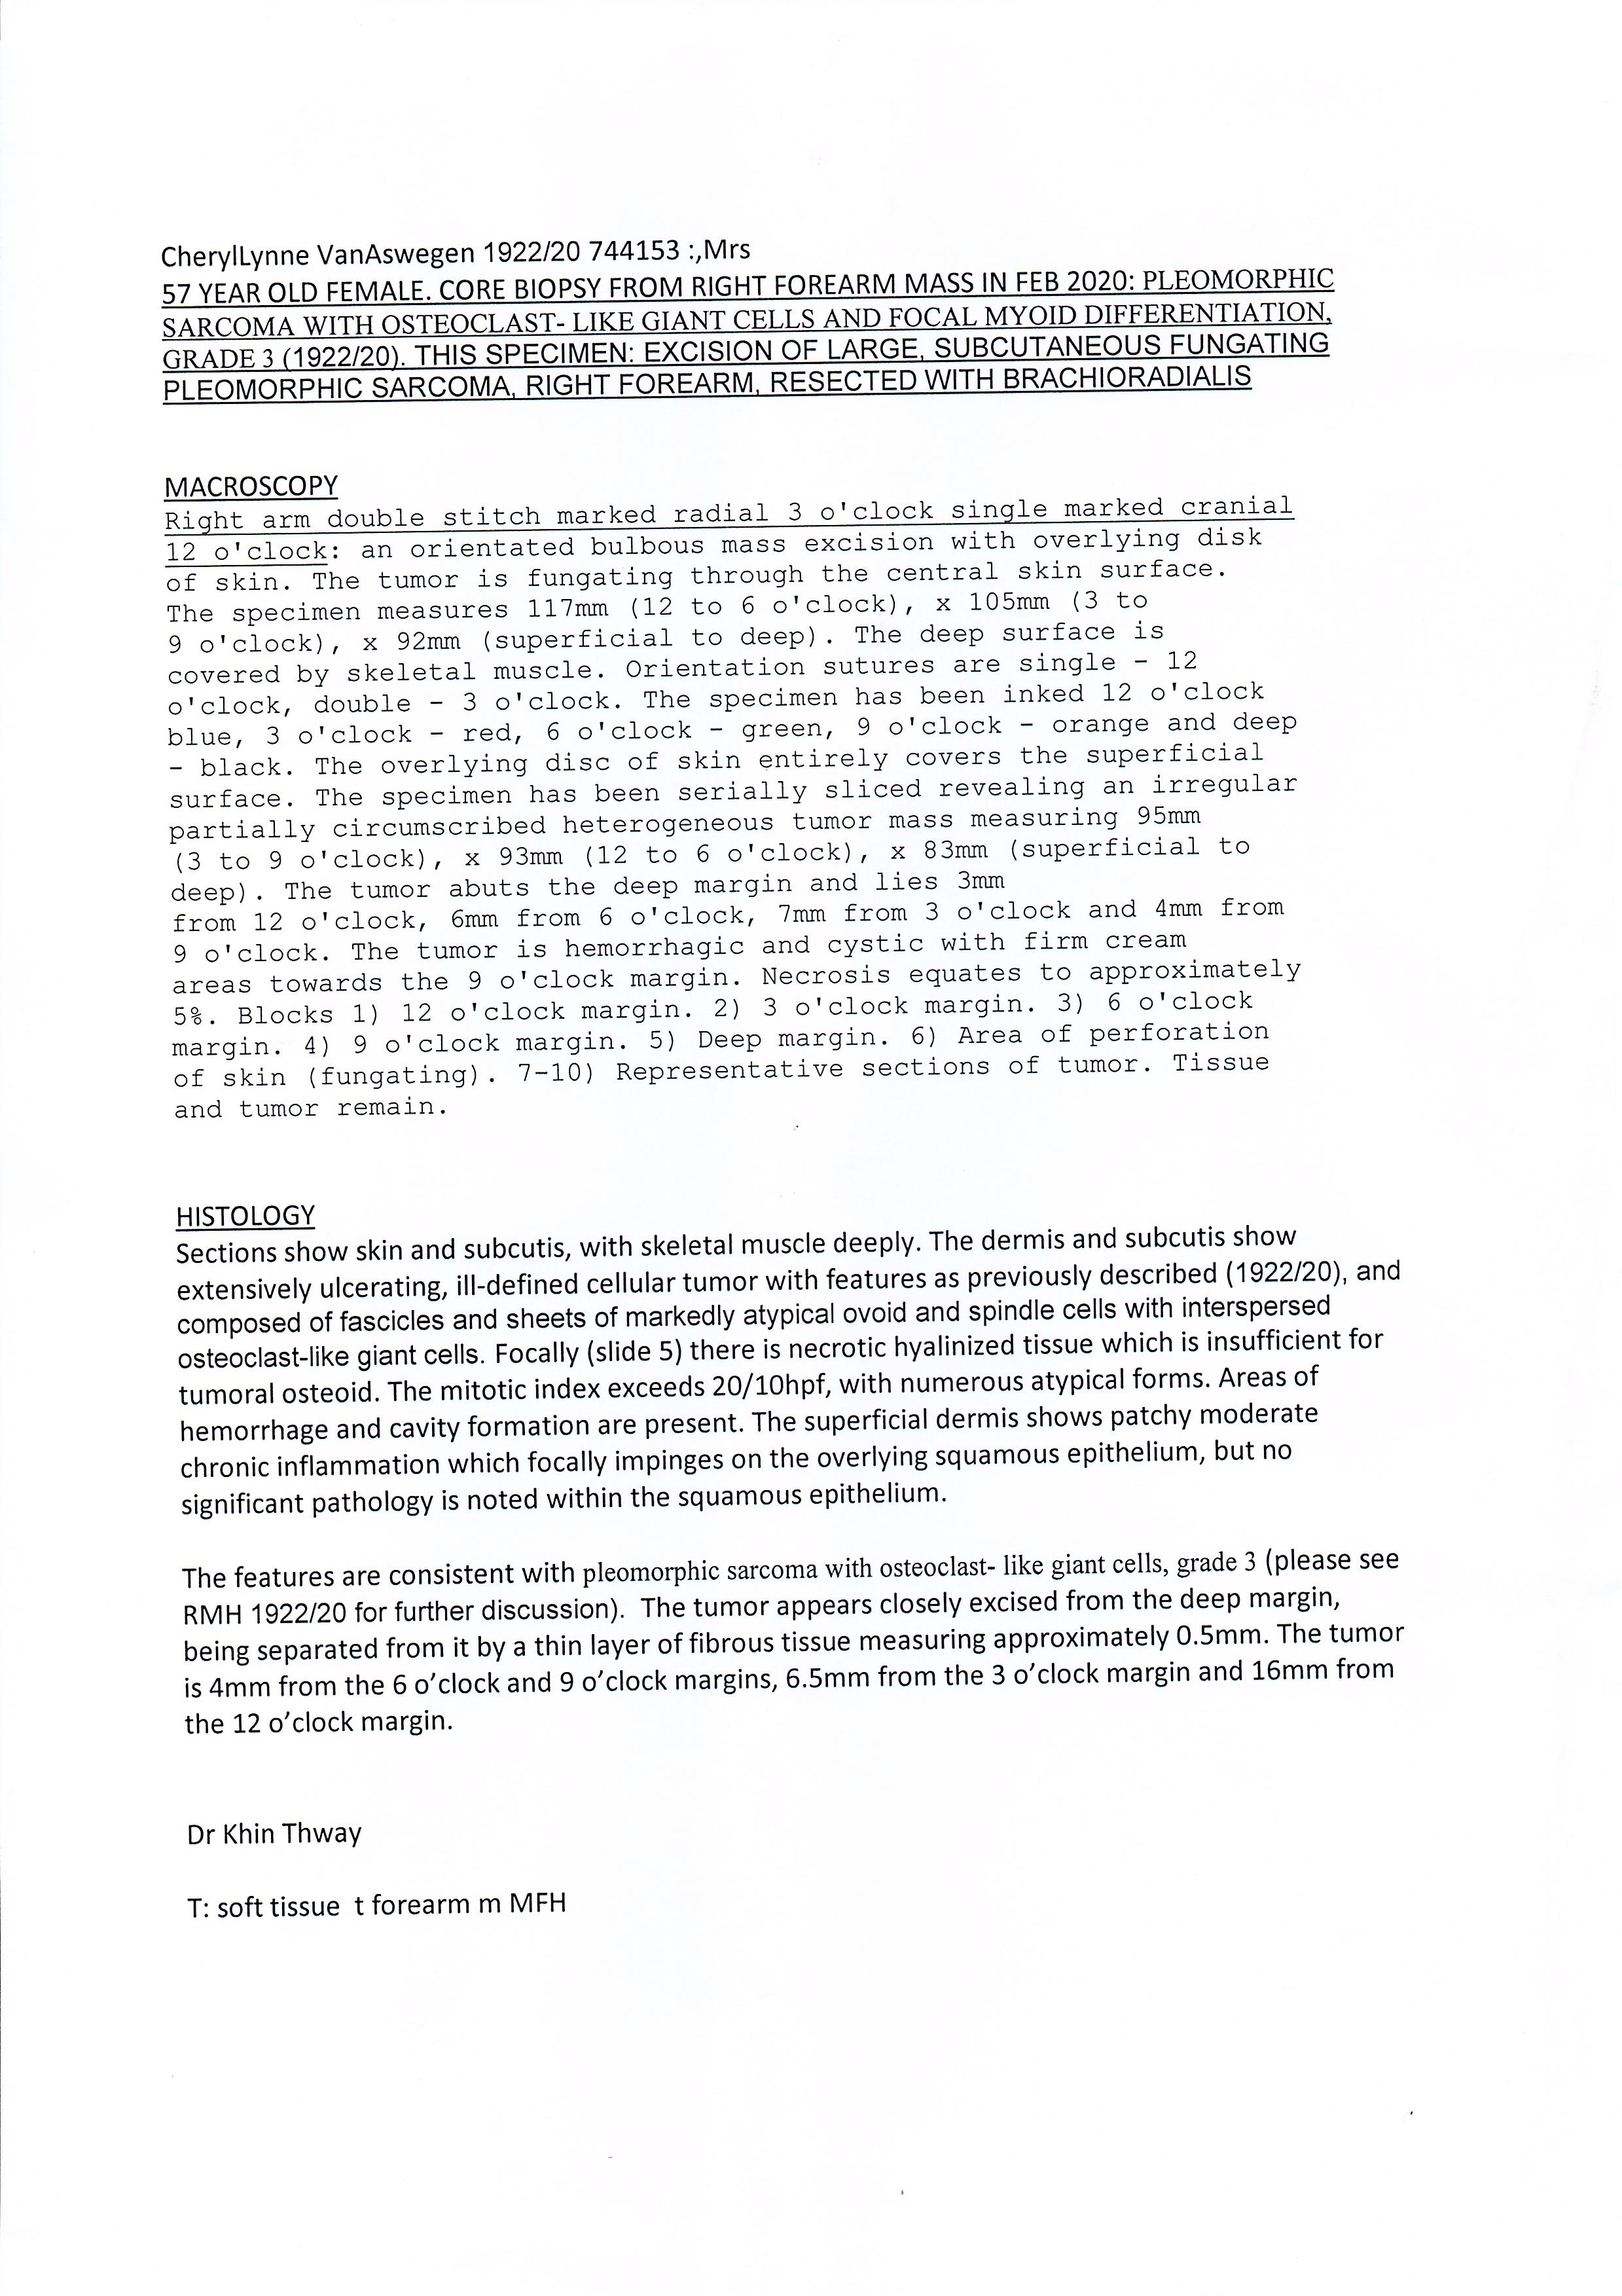 CherylLynne VanAswegen 1922/20 744153 :,Mrs
57 YEAR OLD FEMALE. CORE BIOPSY FROM RIGHT FOREARM MASS IN FEB 2020: PLEOMORPHIC
SARCOMA WITH OSTEOCLAST- LIKE GIANT CELLS AND FOCAL MYOID DIFFERENTIATION,
GRADE 3 (1922/20). THIS SPECIMEN: EXCISION OF LARGE, SUBCUTANEOUS FUNGATING
PLEOMORPHIC SARCOMA, RIGHT FOREARM, RESECTED WITH BRACHIORADIALIS
MACROSCOPY
Right arm double stitch marked radial 3 o'clock single marked cranial
12 o'clock: an orientated bulbous mass excision with overlying disk
of skin. The tumor is fungating through the central skin surface.
The specimen measures 117mm (12 to 6 o'clock), x 105mm (3 to
9 o'clock), x 92mm (superficial to deep). The deep surface is
covered by skeletal muscle. Orientation sutures are single - 12
o'clock, double - 3 o'clock. The specimen has been inked 12 o'clock
blue, 3 o'clock - red, 6 o'clock - green, 9 o'clock - orange and deep
- black. The overlying disc of skin entirely covers the superficial
surface. The specimen has been serially sliced revealing an irregular
partially circumscribed heterogeneous tumor mass measuring 95mm
(3 to 9 o'clock), x 93mm (12 to 6 o'clock), x 83mm (superficial to
deep). The tumor abuts the deep margin and lies 3mm
from 12 o'clock, 6mm from 6 o'clock, 7mm from 3 o'clock and 4mm from
9 o'clock. The tumor is hemorrhagic and cystic with firm cream
areas towards the 9 o'clock margin. Necrosis equates to approximately
5%. Blocks 1) 12 o'clock margin. 2) 3 o'clock margin. 3) 6 o'clock
margin. 4) 9 o'clock margin. 5) Deep margin. 6) Area of perforation
of skin (fungating). 7-10) Representative sections of tumor. Tissue
and tumor remain.
HISTOLOGY
Sections show skin and subcutis, with skeletal muscle deeply. The dermis and subcutis show
extensively ulcerating, ill-defined cellular tumor with features as previously described (1922/20), and
composed of fascicles and sheets of markedly atypical ovoid and spindle cells with interspersed
osteoclast-like giant cells. Focally (slide 5) there is necrotic hyalinized tissue which is insufficient for
tumoral osteoid. The mitotic index exceeds 20/10hpf, with numerous atypical forms. Areas of
hemorrhage and cavity formation are present. The superficial dermis shows patchy moderate
chronic inflammation which focally impinges on the overlying squamous epithelium, but no
significant pathology is noted within the squamous epithelium.
The features are consistent with pleomorphic sarcoma with osteoclast- like giant cells, grade 3 (please see
RMH 1922/20 for further discussion). The tumor appears closely excised from the deep margin,
being separated from it by a thin layer of fibrous tissue measuring approximately 0.5mm. The tumor
is 4mm from the 6 o’clock and 9 o’clock margins, 6.5mm from the 3 o’clock margin and 16mm from
the 12 o’clock margin.
Dr Khin Thway
T: soft tissue t forearm m MFH